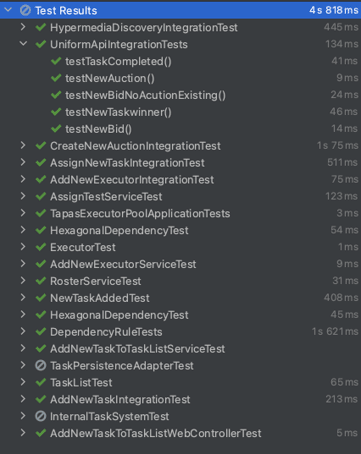 Test Results 4 s 818 ms
HypermediaDiscoveryIntegrationTest 445 ms
UniformApiIntegrationTests 134 ms
testTaskCompleted() 41 ms
testNewAuction() 9 ms
testNewBidNoAcutionExisting() 24 ms
testNewTaskwinner() 46 ms
testNewBid() 14 ms
CreateNewAuctionIntegrationTest 1 s 75 ms
AssignNewTaskIntegrationTest 511 ms
AddNewExecutorIntegrationTest 75 ms
AssignTestServiceTest 123 ms
TapasExecutorPoolApplicationTests 3 ms
HexagonalDependencyTest 54 ms
ExecutorTest 1 ms
AddNewExecutorServiceTest 9 ms
RosterServiceTest 31 ms
NewTaskAddedTest 408 ms
HexagonalDependencyTest 45 ms
DependencyRuleTests 1 s 621 ms
AddNewTaskToTaskListServiceTest
TaskPersistenceAdapterTest
TaskListTest 65 ms
AddNewTaskIntegrationTest 213 ms
InternalTaskSystemTest
AddNewTaskToTaskListWebControllerTest 5 ms